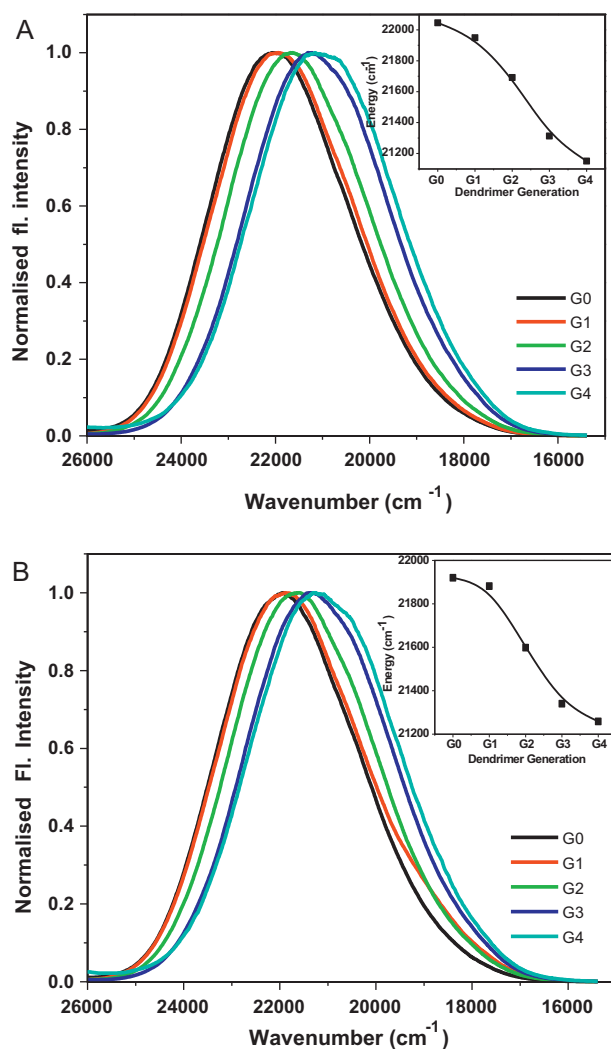 A
Normalised fl. intensity
1.0
0.8
0.6
0.4
0.2
0.0
26000 24000 22000 20000 18000 16000
Wavenumber (cm -1)
Energy (cm-1)
22000
21800
21600
21400
21200
G0 G1 G2 G3 G4
Dendrimer Generation
G0
G1
G2
G3
G4
B
Normalised Fl. Intensity
1.0
0.8
0.6
0.4
0.2
0.0
26000 24000 22000 20000 18000 16000
Wavenumber (cm-1)
Energy (cm-1)
22000
21800
21600
21400
21200
G0 G1 G2 G3 G4
Dendrimer Generation
G0
G1
G2
G3
G4